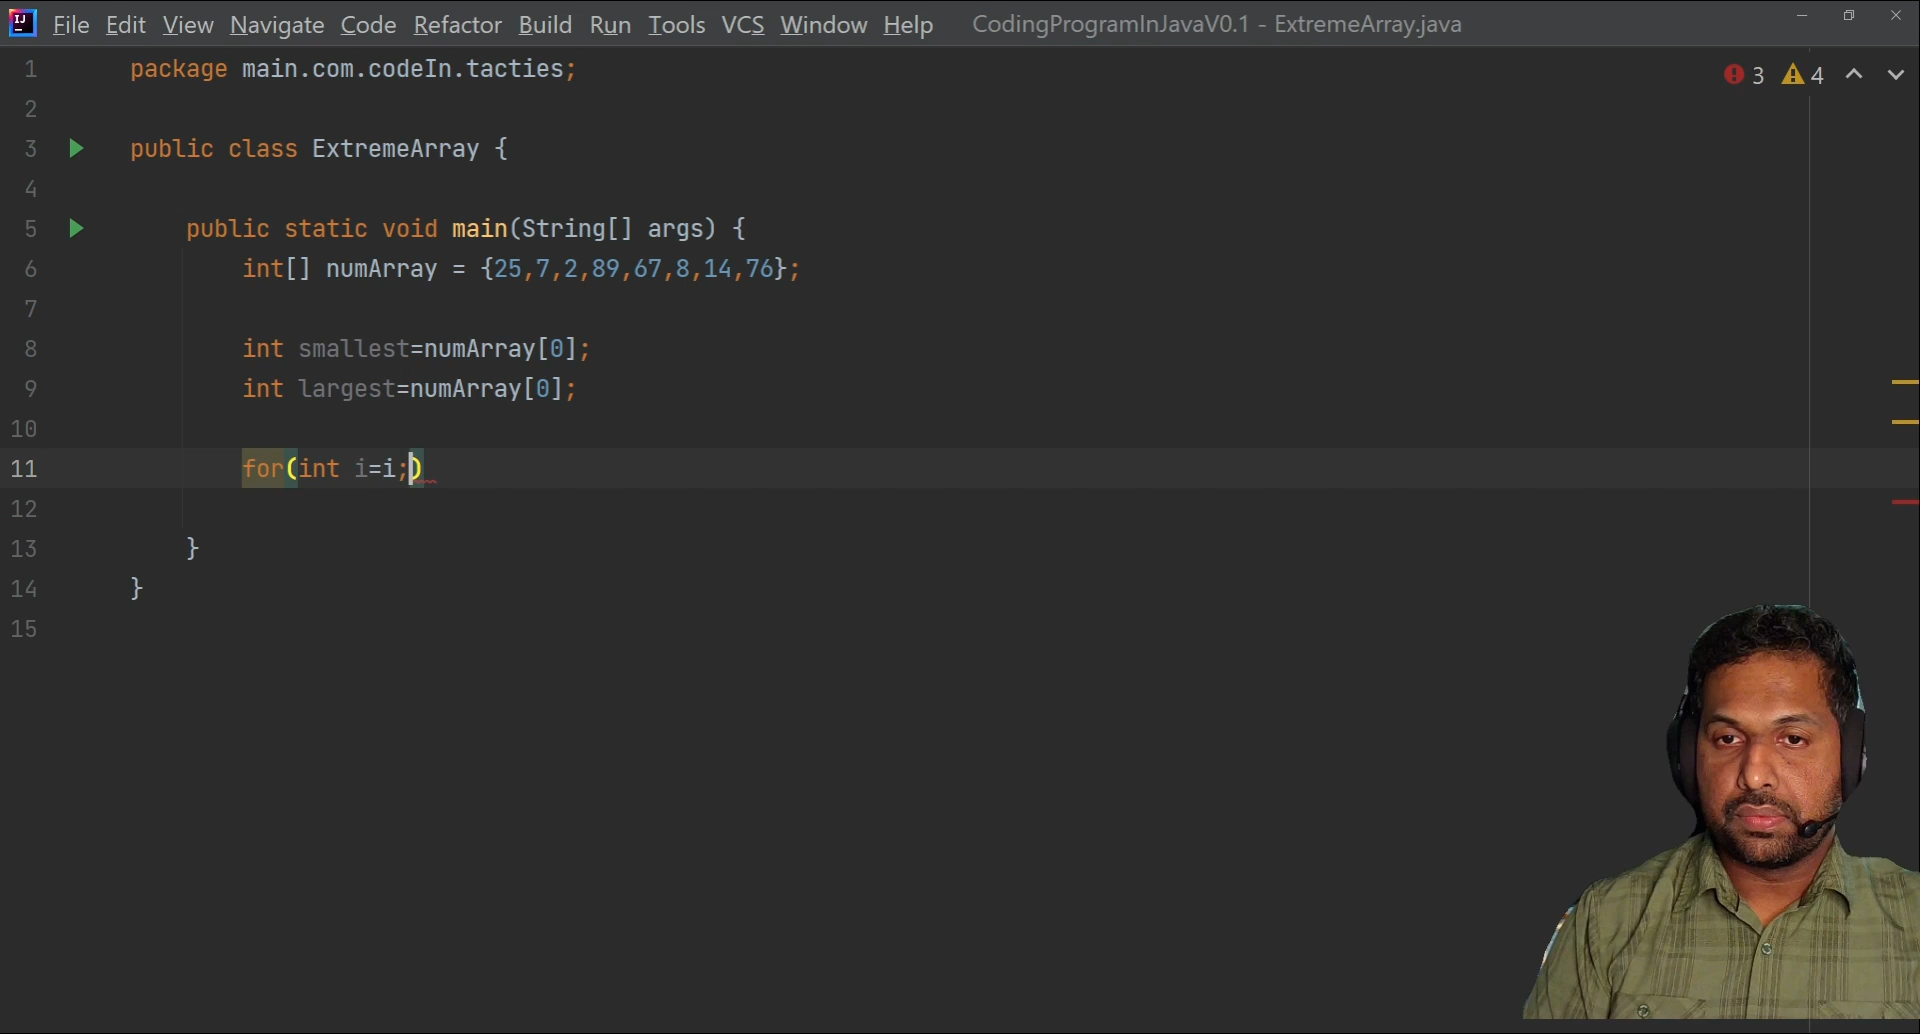 File Edit View Navigate Code Refactor Build Run Tools VCS Window Help CodingProgramInJavaV0.1 - ExtremeArray.java
3 4
1 package main.com.codeIn.tacties;
2
3 public class ExtremeArray {
4
5 public static void main(String[] args) {
6 int[] numArray = {25,7,2,89,67,8,14,76};
7
8 int smallest=numArray[0];
9 int largest=numArray[0];
10
11 for(int i=i;)
12
13 }
14 }
15